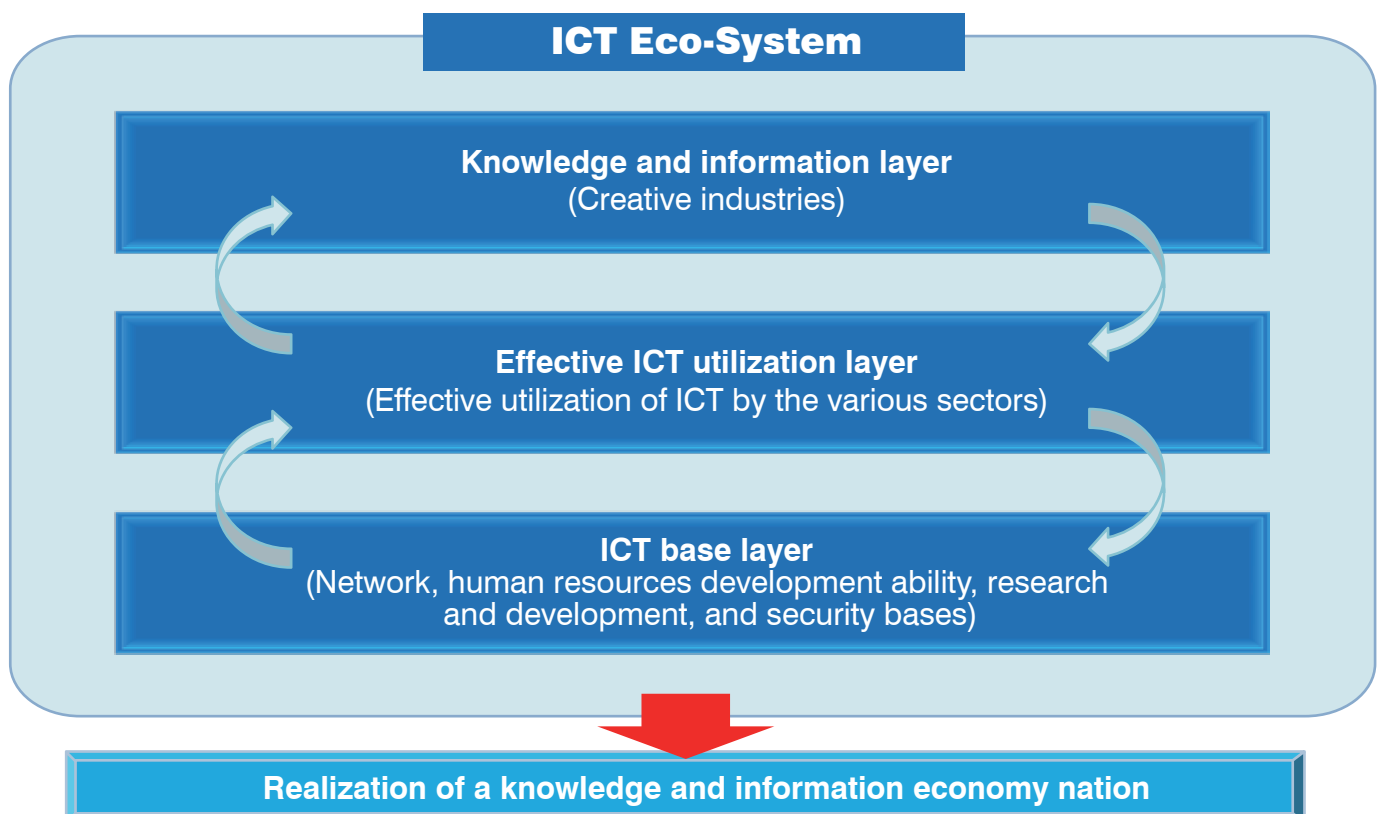 ICT Eco-System
Knowledge and information layer
(Creative industries)
Effective ICT utilization layer
(Effective utilization of ICT by the various sectors)
ICT base layer
(Network, human resources development ability, research
and development, and security bases)
Realization of a knowledge and information economy nation